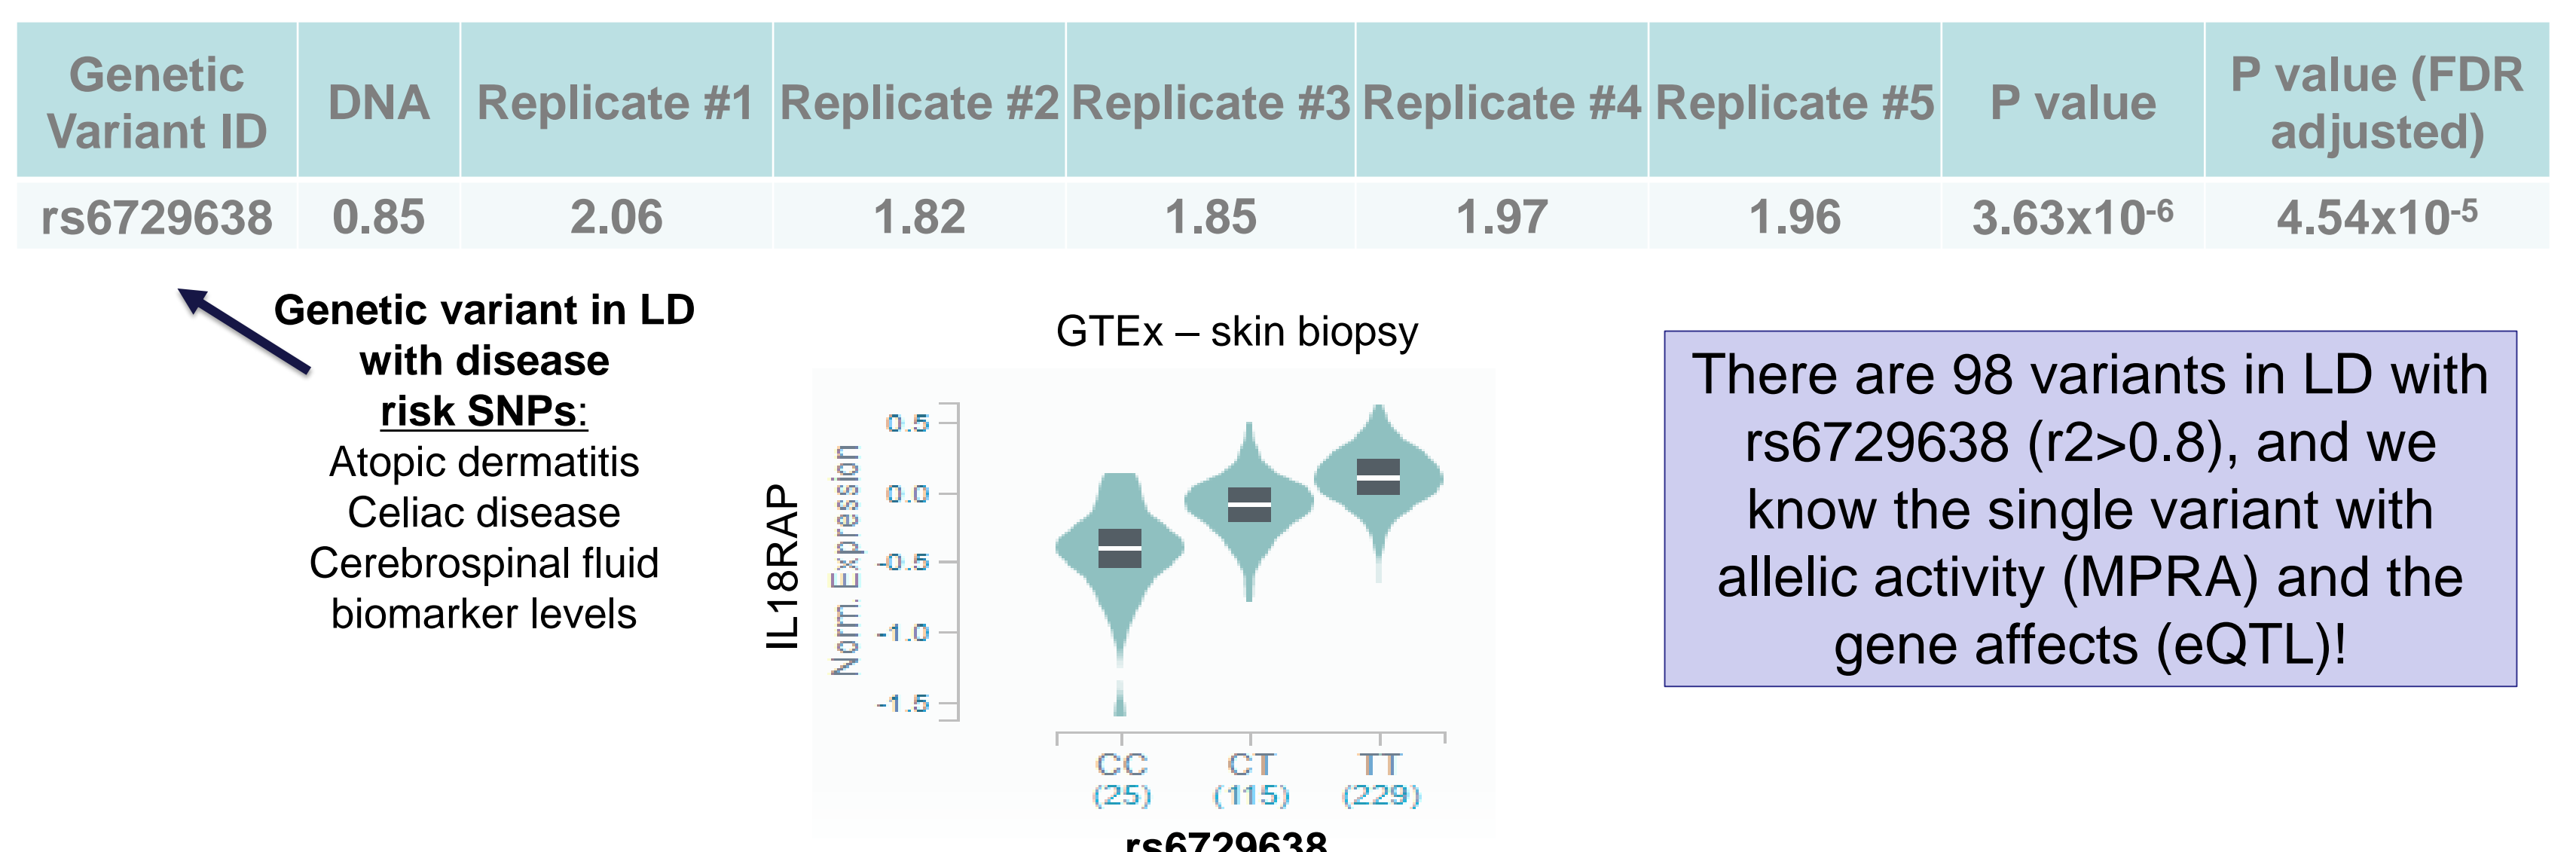 Genetic Variant ID DNA Replicate #1 Replicate #2 Replicate #3 Replicate #4 Replicate #5 P value P value (FDR adjusted)
rs6729638 0.85 2.06 1.82 1.85 1.97 1.96 3.63x10-6 4.54x10-5
Genetic variant in LD
with disease
risk SNPs:
Atopic dermatitis
Celiac disease
Cerebrospinal fluid
biomarker levels
GTEx – skin biopsy
IL18RAP
Norm. Expression
0.5
0.0
-0.5
-1.0
-1.5
CC CT TT
(25) (115) (229)
rs6729638
There are 98 variants in LD with
rs6729638 (r2>0.8), and we
know the single variant with
allelic activity (MPRA) and the
gene affects (eQTL)!